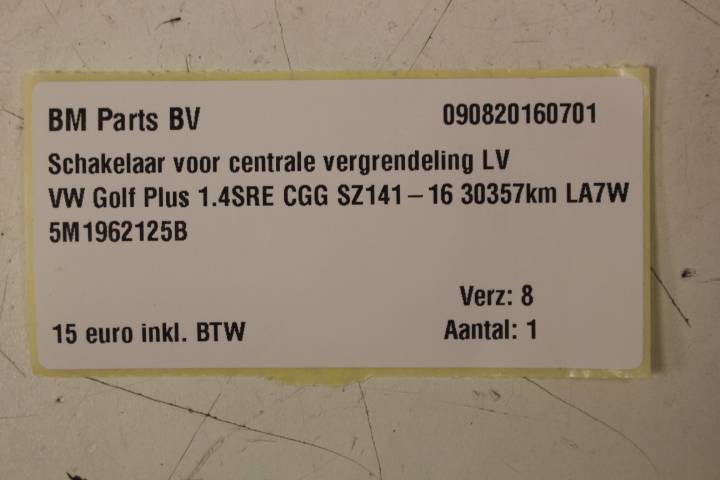 BM Parts BV 090820160701
Schakelaar voor centrale vergrendeling LV
VW Golf Plus 1.4SRE CGG SZ141-16 30357km LA7W
5M1962125B
Verz: 8
15 euro inkl. BTW Aantal: 1